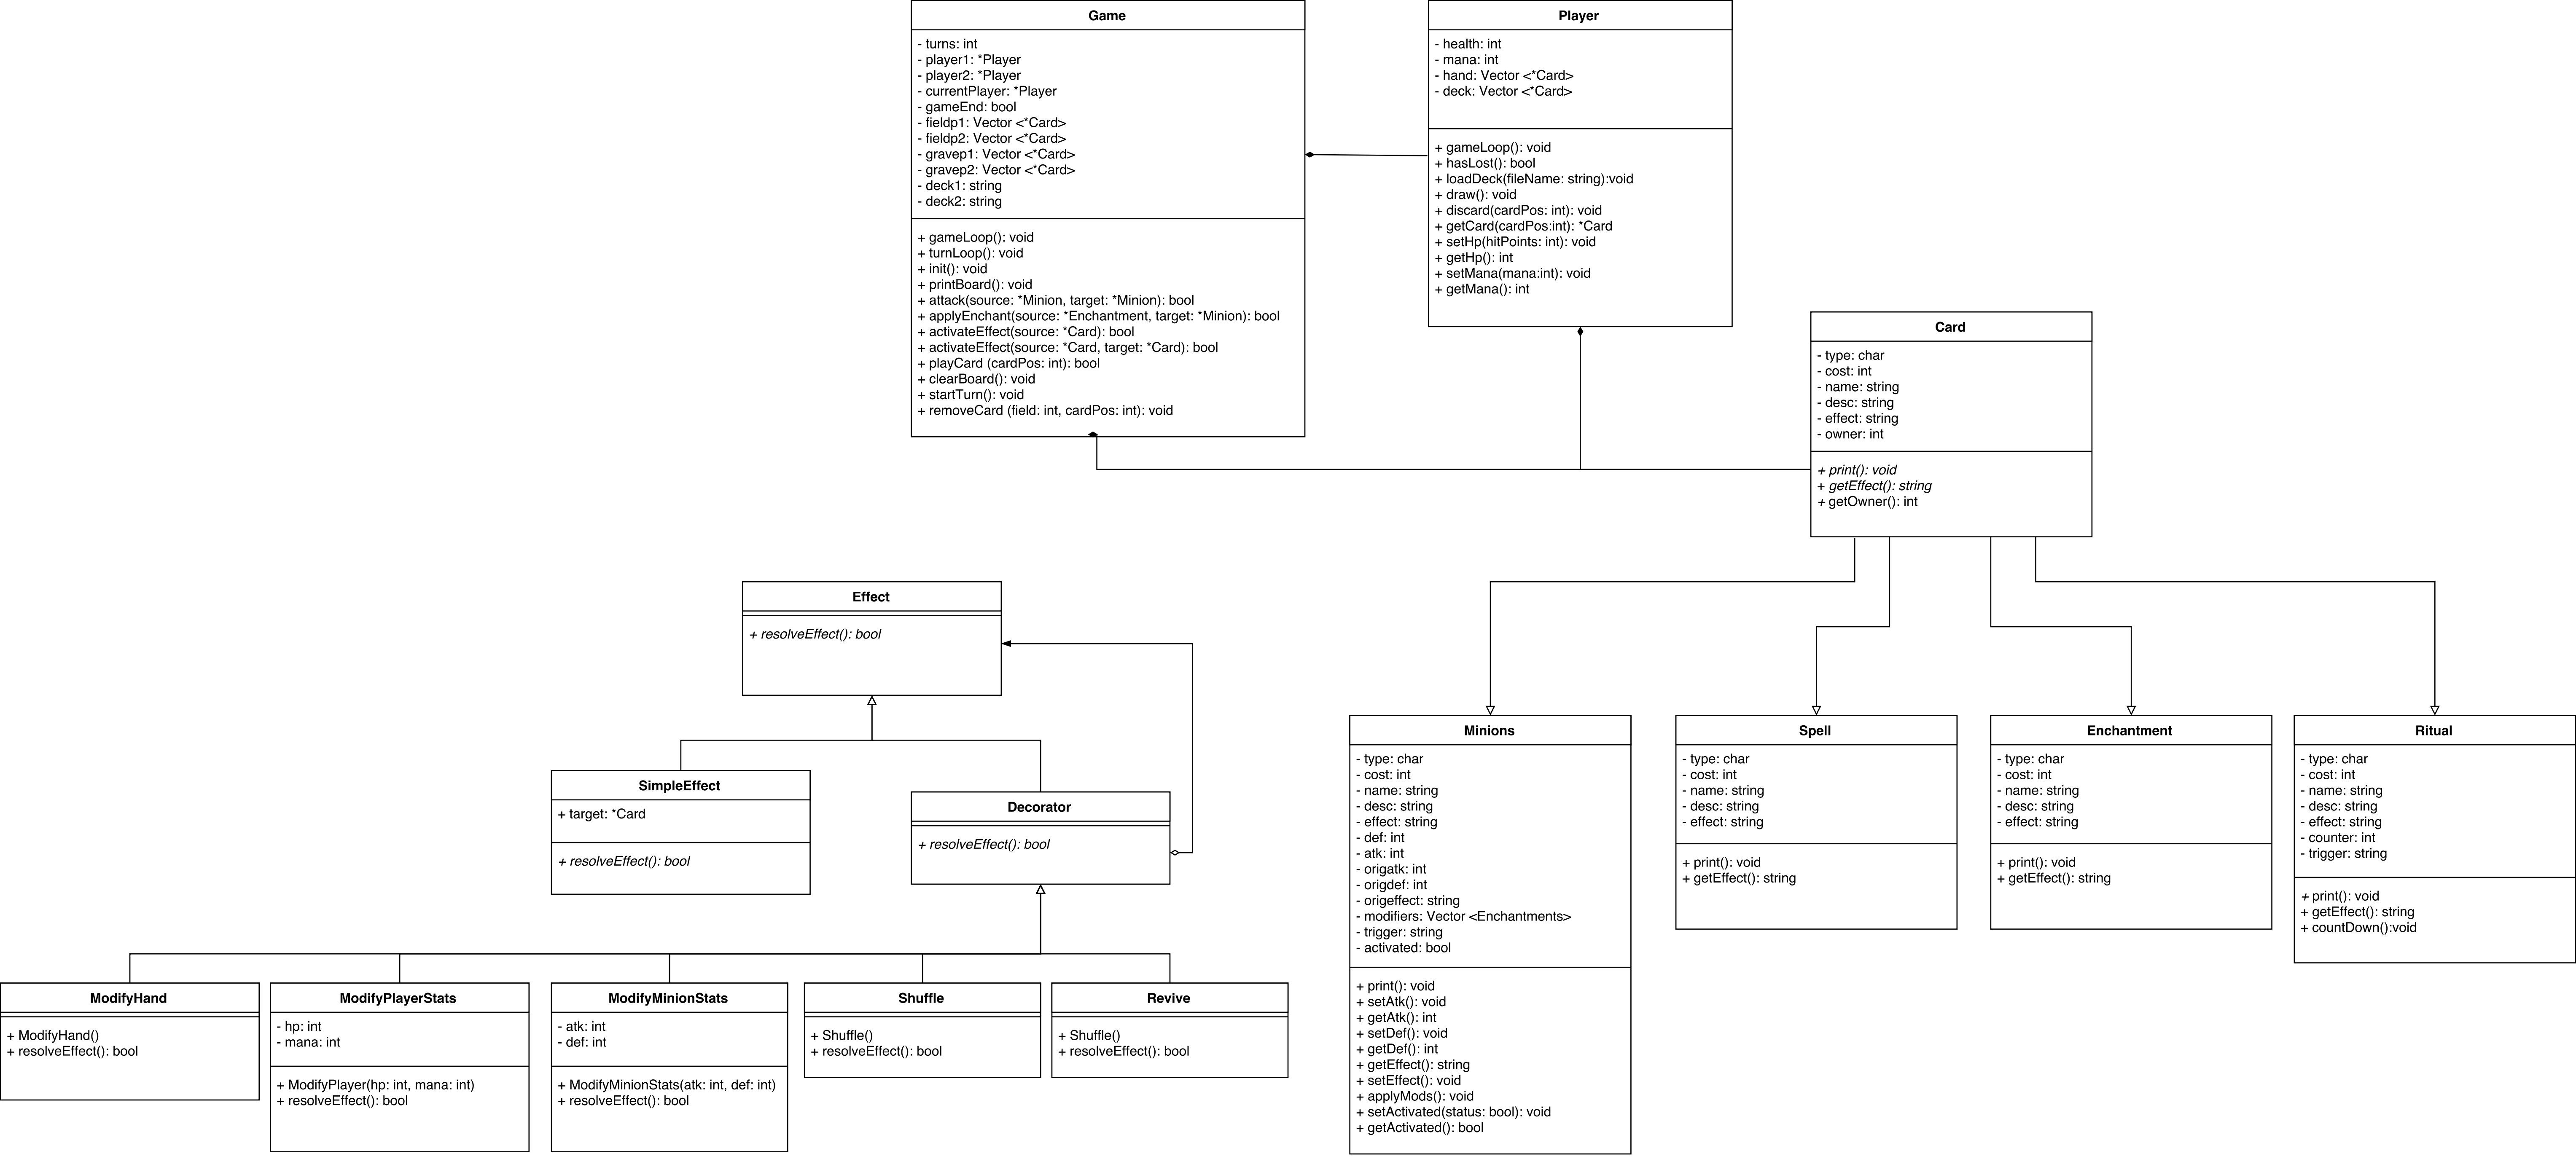 Game
- turns: int
- player1: *Player
- player2: *Player
- currentPlayer: *Player
- gameEnd: bool
- fieldp1: Vector <*Card>
- fieldp2: Vector <*Card>
- gravep1: Vector <*Card>
- gravep2: Vector <*Card>
- deck1: string
- deck2: string
+ gameLoop(): void
+ turnLoop(): void
+ init(): void
+ printBoard(): void
+ attack(source: *Minion, target: *Minion): bool
+ applyEnchant(source: *Enchantment, target: *Minion): bool
+ activateEffect(source: *Card): bool
+ activateEffect(source: *Card, target: *Card): bool
+ playCard (cardPos: int): bool
+ clearBoard(): void
+ startTurn(): void
+ removeCard (field: int, cardPos: int): void
Player
- health: int
- mana: int
- hand: Vector <*Card>
- deck: Vector <*Card>
+ gameLoop(): void
+ hasLost(): bool
+ loadDeck(fileName: string):void
+ draw(): void
+ discard(cardPos: int): void
+ getCard(cardPos:int): *Card
+ setHp(hitPoints: int): void
+ getHp(): int
+ setMana(mana:int): void
+ getMana(): int
Card
- type: char
- cost: int
- name: string
- desc: string
- effect: string
- owner: int
+ print(): void
+ getEffect(): string
+ getOwner(): int
Effect
+ resolveEffect(): bool
SimpleEffect
+ target: *Card
+ resolveEffect(): bool
Decorator
+ resolveEffect(): bool
ModifyHand
+ ModifyHand()
+ resolveEffect(): bool
ModifyPlayerStats
- hp: int
- mana: int
+ ModifyPlayer(hp: int, mana: int)
+ resolveEffect(): bool
ModifyMinionStats
- atk: int
- def: int
+ ModifyMinionStats(atk: int, def: int)
+ resolveEffect(): bool
Shuffle
+ Shuffle()
+ resolveEffect(): bool
Revive
+ Shuffle()
+ resolveEffect(): bool
Minions
- type: char
- cost: int
- name: string
- desc: string
- effect: string
- def: int
- atk: int
- origatk: int
- origdef: int
- origeffect: string
- modifiers: Vector <Enchantments>
- trigger: string
- activated: bool
+ print(): void
+ setAtk(): void
+ getAtk(): int
+ setDef(): void
+ getDef(): int
+ getEffect(): string
+ setEffect(): void
+ applyMods(): void
+ setActivated(status: bool): void
+ getActivated(): bool
Spell
- type: char
- cost: int
- name: string
- desc: string
- effect: string
+ print(): void
+ getEffect(): string
Enchantment
- type: char
- cost: int
- name: string
- desc: string
- effect: string
+ print(): void
+ getEffect(): string
Ritual
- type: char
- cost: int
- name: string
- desc: string
- effect: string
- counter: int
- trigger: string
+ print(): void
+ getEffect(): string
+ countDown():void